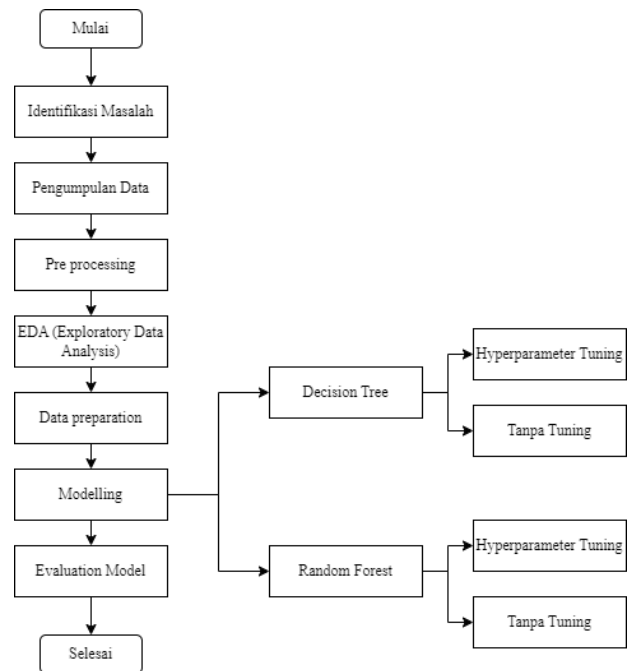 Mulai
Identifikasi Masalah
Pengumpulan Data
Pre processing
EDA (Exploratory Data
Analysis)
Data preparation
Modelling
Evaluation Model
Selesai
Decision Tree
Hyperparameter Tuning
Tanpa Tuning
Random Forest
Hyperparameter Tuning
Tanpa Tuning